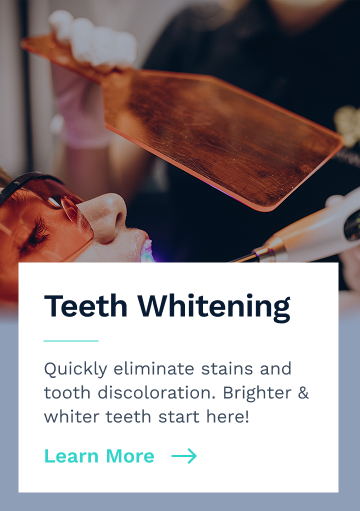 Teeth Whitening
Quickly eliminate stains and
tooth discoloration. Brighter &
whiter teeth start here!
Learn More →